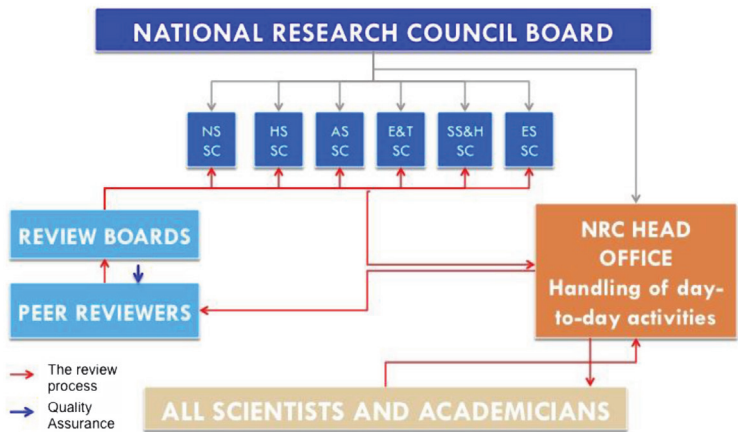 NATIONAL RESEARCH COUNCIL BOARD
NS
SC
HS
SC
AS
SC
E&T
SC
SS&H
SC
ES
SC
REVIEW BOARDS
PEER REVIEWERS
NRC HEAD
OFFICE
Handling of day-
to-day activities
The review
process
Quality
Assurance
ALL SCIENTISTS AND ACADEMICIANS